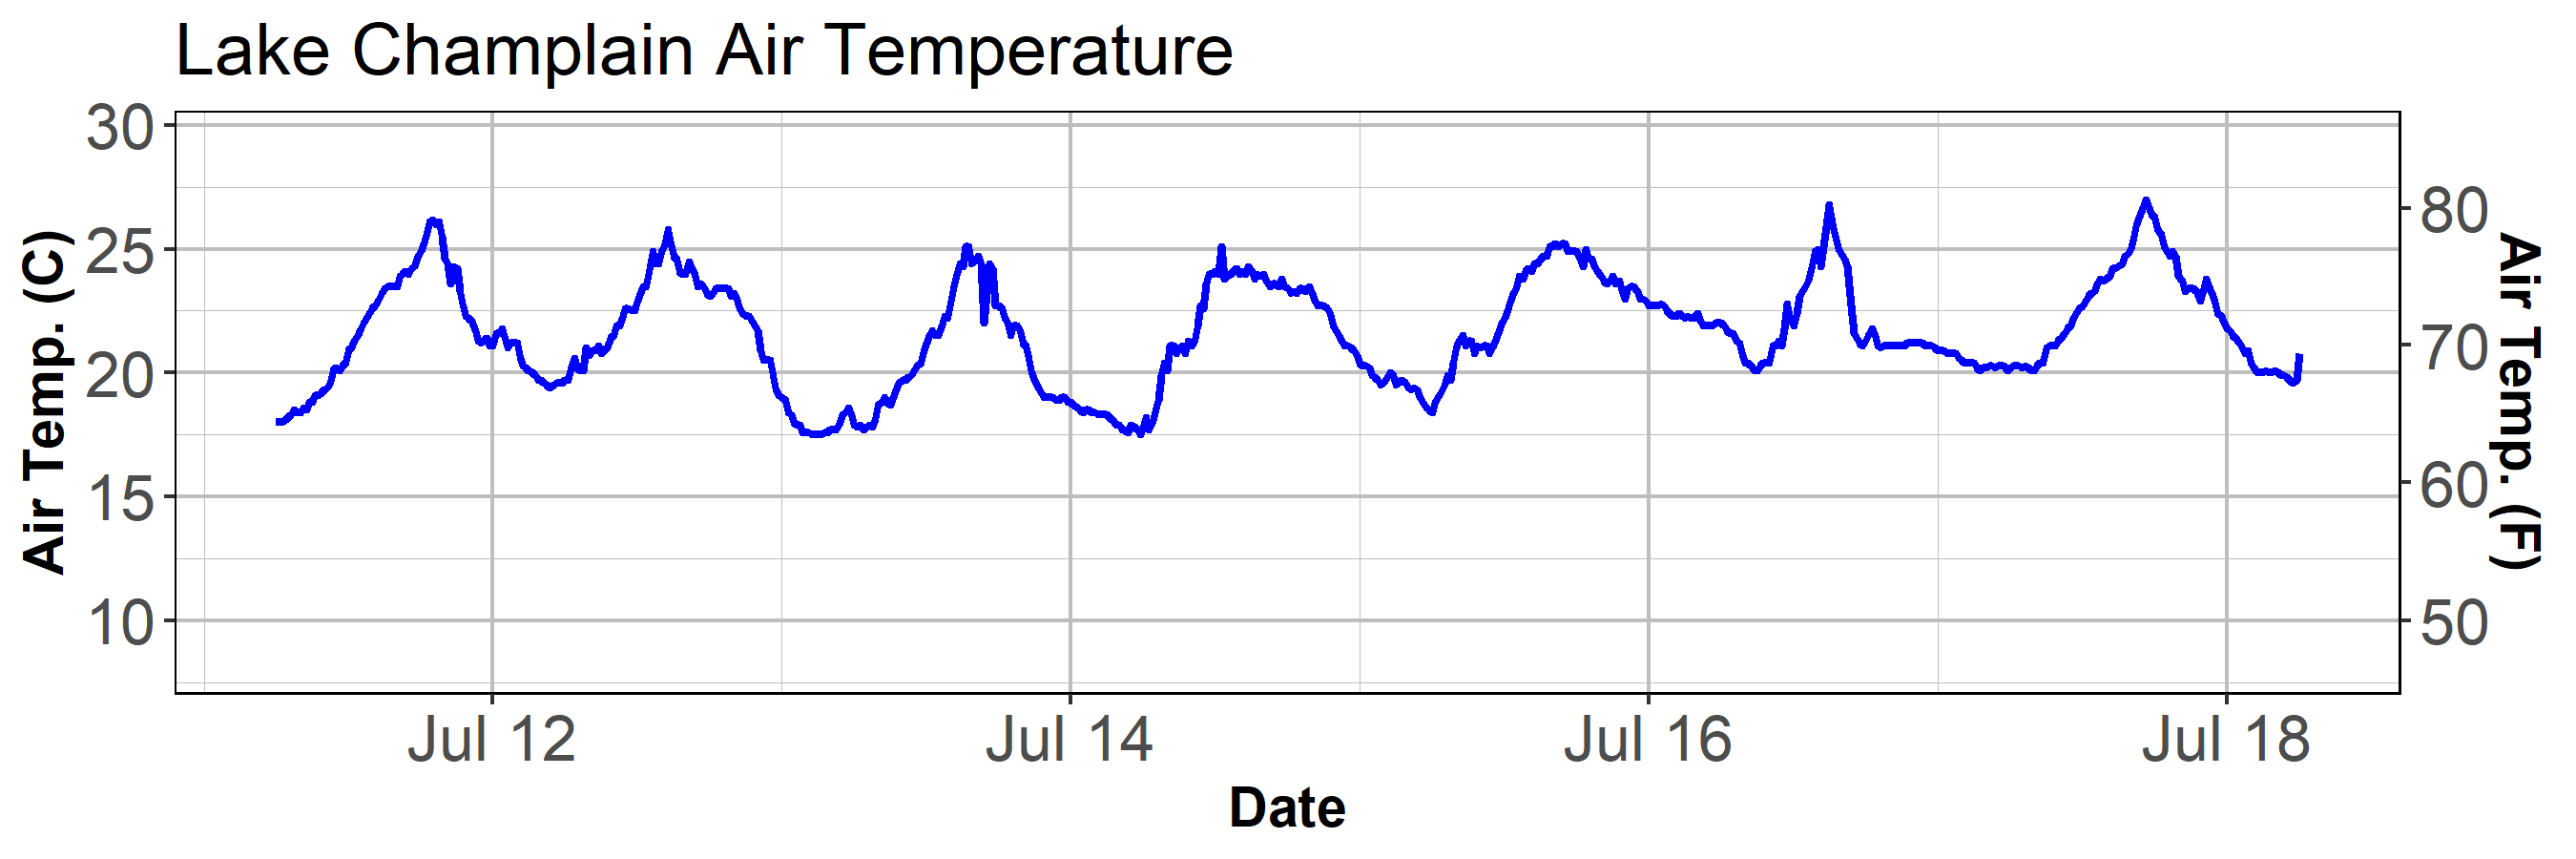 Lake Champlain Air Temperature
Air Temp. (C)
30
25
20
15
10
80
70
60
50
Air Temp. (F)
Jul 12
Jul 14
Jul 16
Jul 18
Date